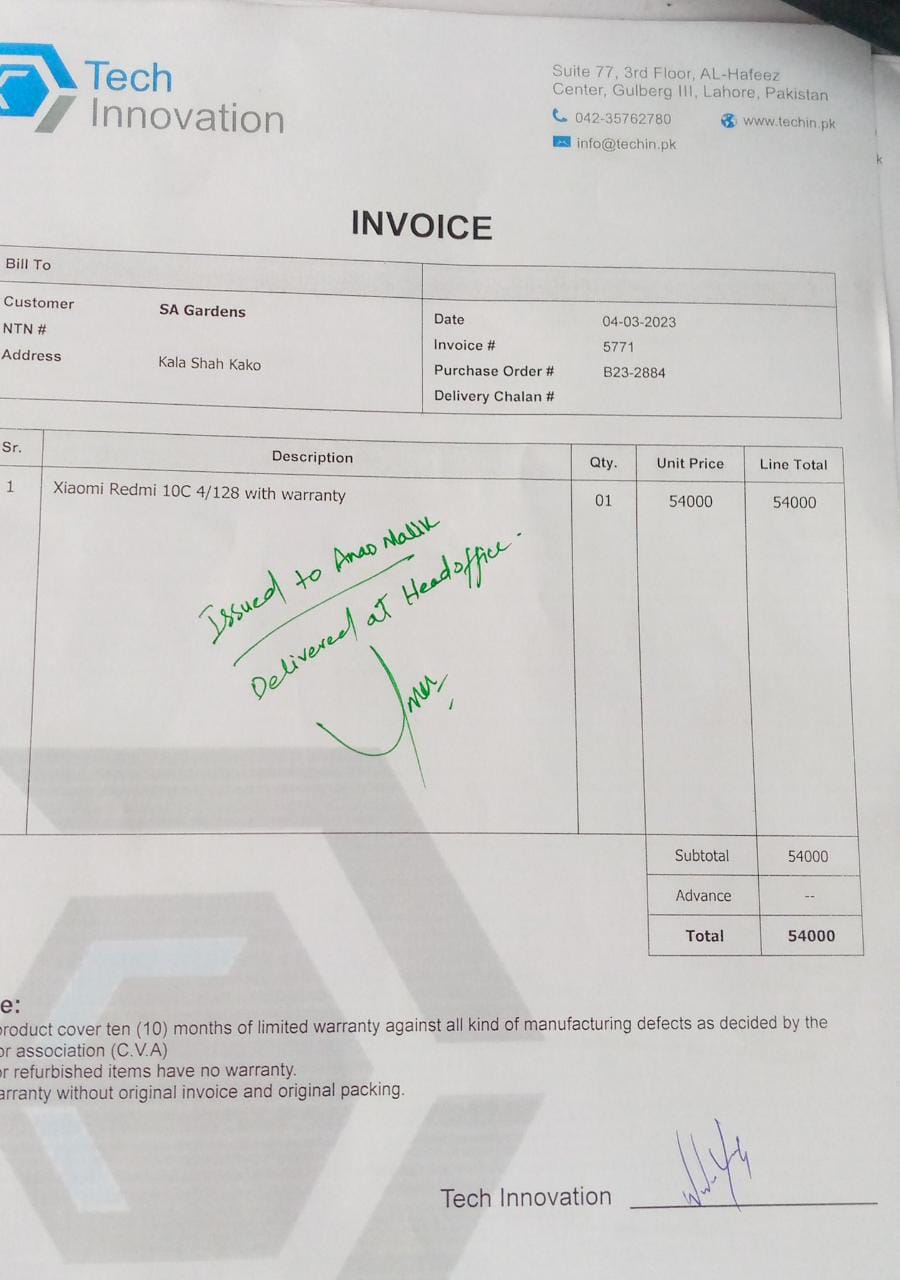 Tech
Innovation
Suite 77, 3rd Floor, AL-Hafeez
Center, Gulberg III, Lahore, Pakistan
042-35762780 www.techin.pk
info@techin.pk
INVOICE
Bill To
Customer SA Gardens
NTN #
Address Kala Shah Kako
Date 04-03-2023
Invoice # 5771
Purchase Order # B23-2884
Delivery Chalan #
Sr. Description Qty. Unit Price Line Total
1 Xiaomi Redmi 10C 4/128 with warranty 01 54000 54000
Issued to Malik
Delivered at Headoffice.
Subtotal 54000
Advance --
Total 54000
e:
product cover ten (10) months of limited warranty against all kind of manufacturing defects as decided by the
or association (C.V.A)
or refurbished items have no warranty.
arranty without original invoice and original packing.
Tech Innovation